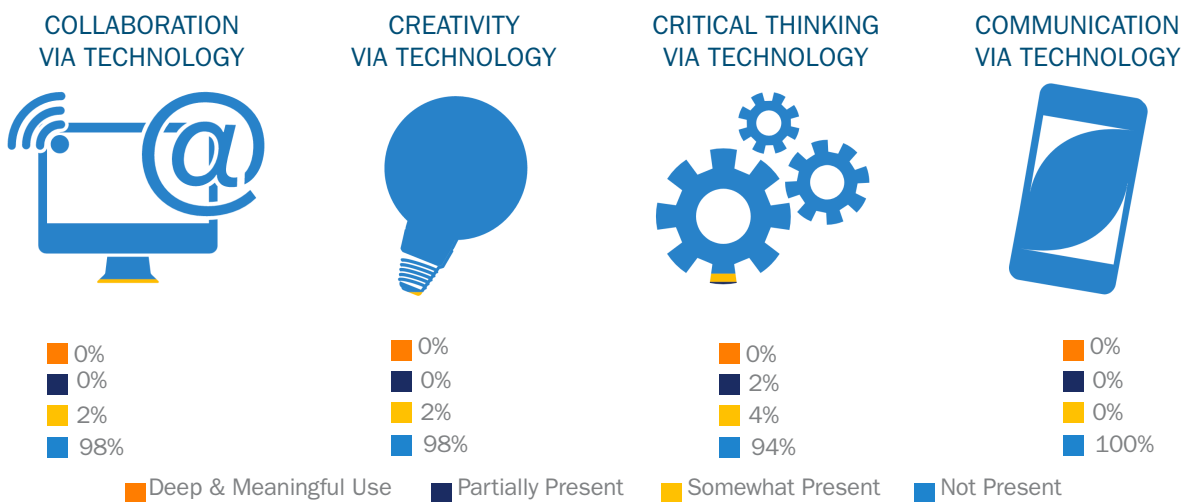 COLLABORATION
VIA TECHNOLOGY
CREATIVITY
VIA TECHNOLOGY
CRITICAL THINKING
VIA TECHNOLOGY
COMMUNICATION
VIA TECHNOLOGY
@
0%
0%
2%
98%
0%
0%
2%
98%
0%
2%
4%
94%
0%
0%
0%
100%
Deep & Meaningful Use
Partially Present
Somewhat Present
Not Present